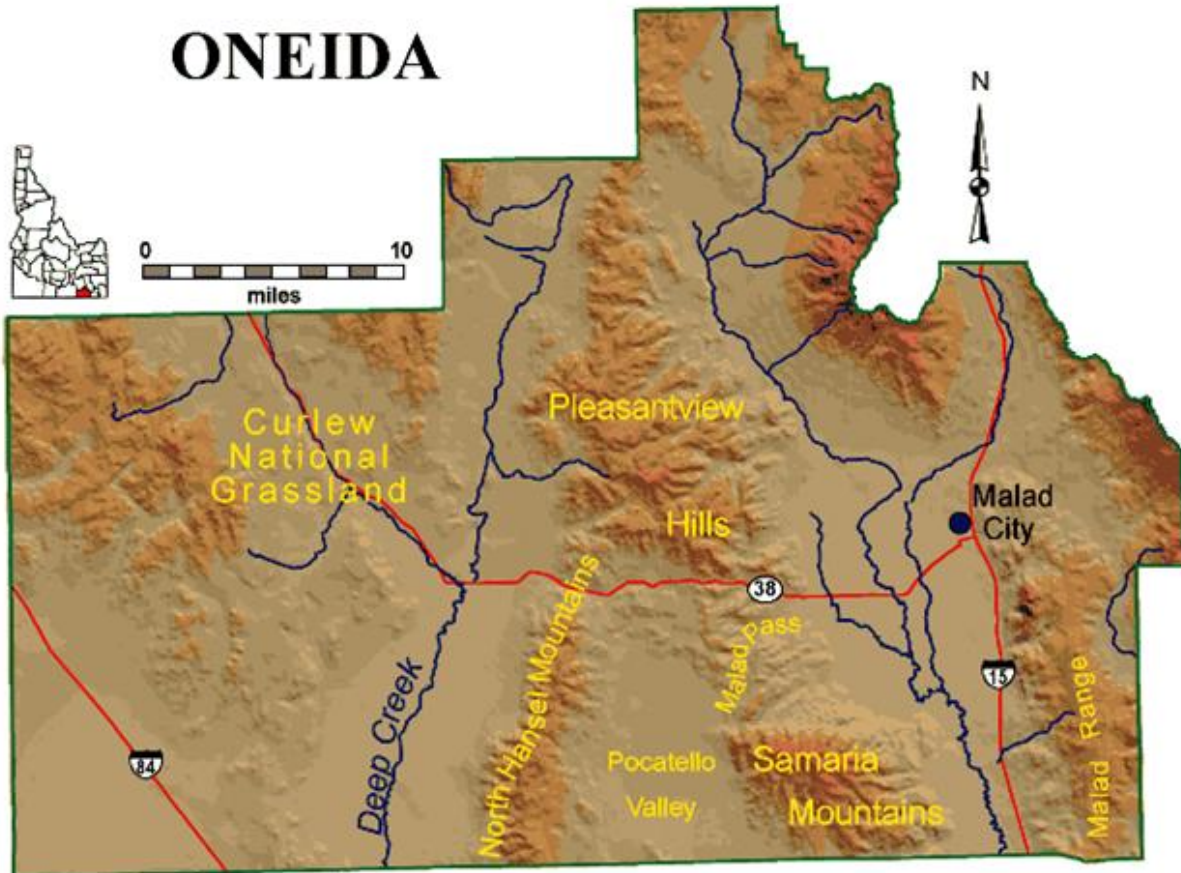 ONEIDA
N
0 10
miles
Pleasantview
Curlew
National
Grassland
Hills
Malad
City
38
Malad Pass
North Hansel Mountains
Deep Creek
15
Malad Range
84
Pocatello
Valley
Samaria
Mountains